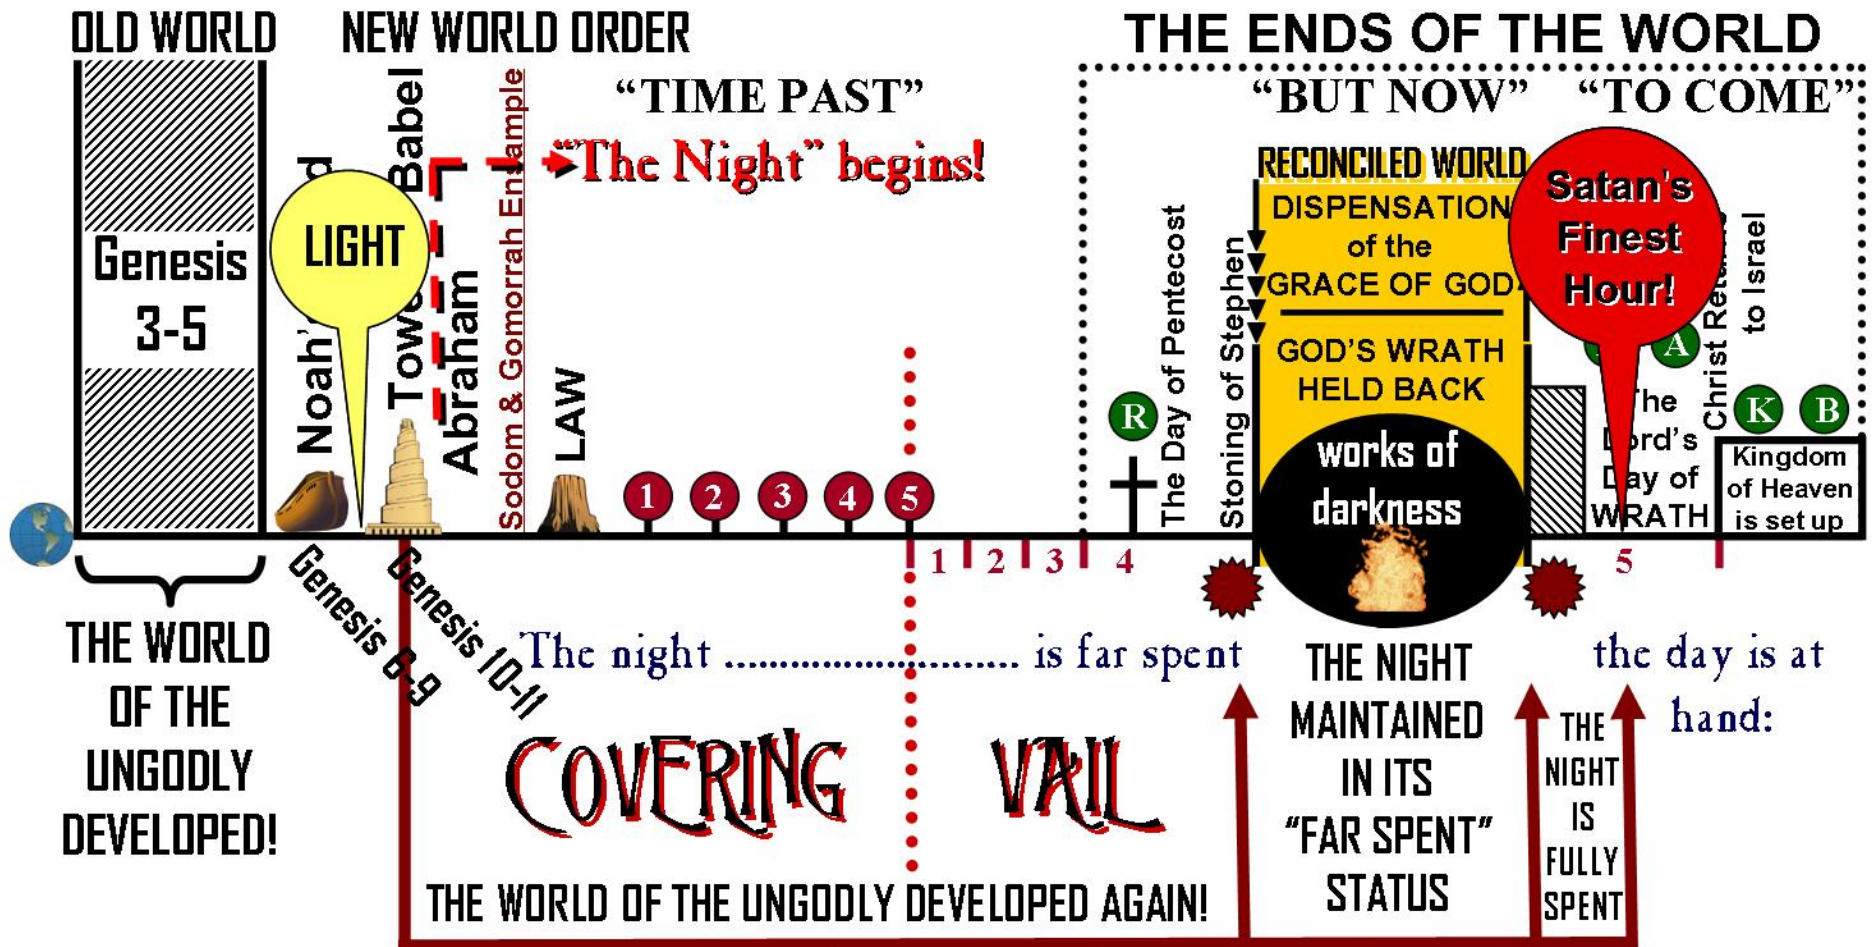 OLD WORLD
NEW WORLD ORDER
THE ENDS OF THE WORLD
“TIME PAST”
“BUT NOW”
“TO COME”
“The Night” begins!
Genesis
3-5
Noah's
LIGHT
Tower Babel
Abraham
Sodom & Gomorrah Ensample
LAW
1
2
3
4
5
R
The Day of Pentecost
Stoning of Stephen
RECONCILED WORLD
DISPENSATION
of the
GRACE OF GOD
GOD'S WRATH
HELD BACK
works of
darkness
Satan's
Finest
Hour!
A
The
Lord's
Day of
WRATH
Christ Returns
to Israel
K
B
Kingdom
of Heaven
is set up
1
2
3
4
5
THE WORLD
OF THE
UNGODLY
DEVELOPED!
Genesis 6-9
Genesis 10-11
The night ............................ is far spent
the day is at
hand:
COVERING
VAIL
THE WORLD OF THE UNGODLY DEVELOPED AGAIN!
THE NIGHT
MAINTAINED
IN ITS
“FAR SPENT”
STATUS
THE
NIGHT
IS
FULLY
SPENT